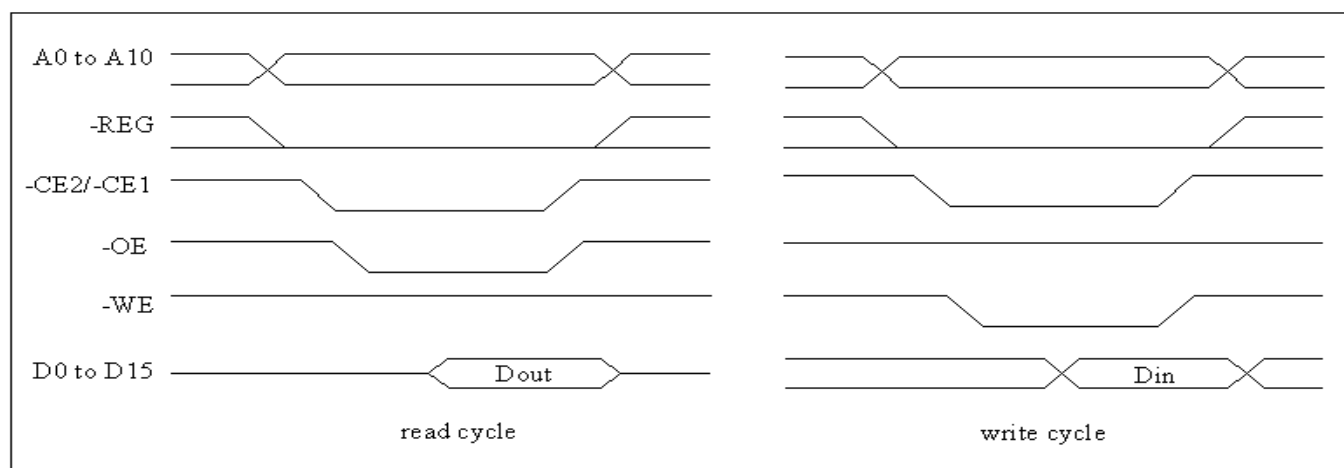 A0 to A10
-REG
-CE2/-CE1
-OE
-WE
D0 to D15
Dout
Din
read cycle
write cycle